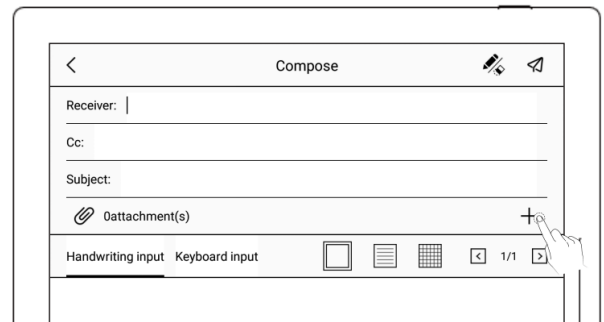 Compose
Receiver:
Cc:
Subject:
0attachment(s)
Handwriting input Keyboard input 1/1